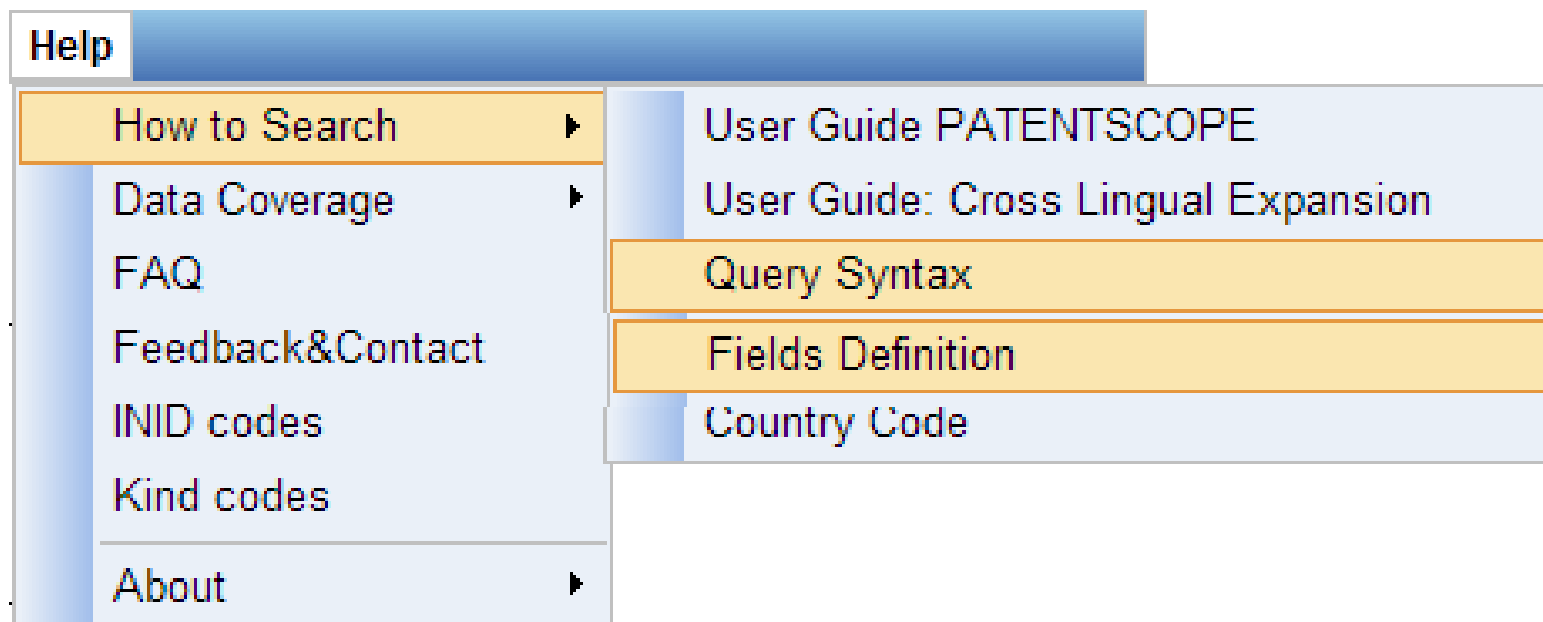 Help
How to Search
Data Coverage
FAQ
Feedback&Contact
INID codes
Kind codes
About
User Guide PATENTSCOPE
User Guide: Cross Lingual Expansion
Query Syntax
Fields Definition
Country Code